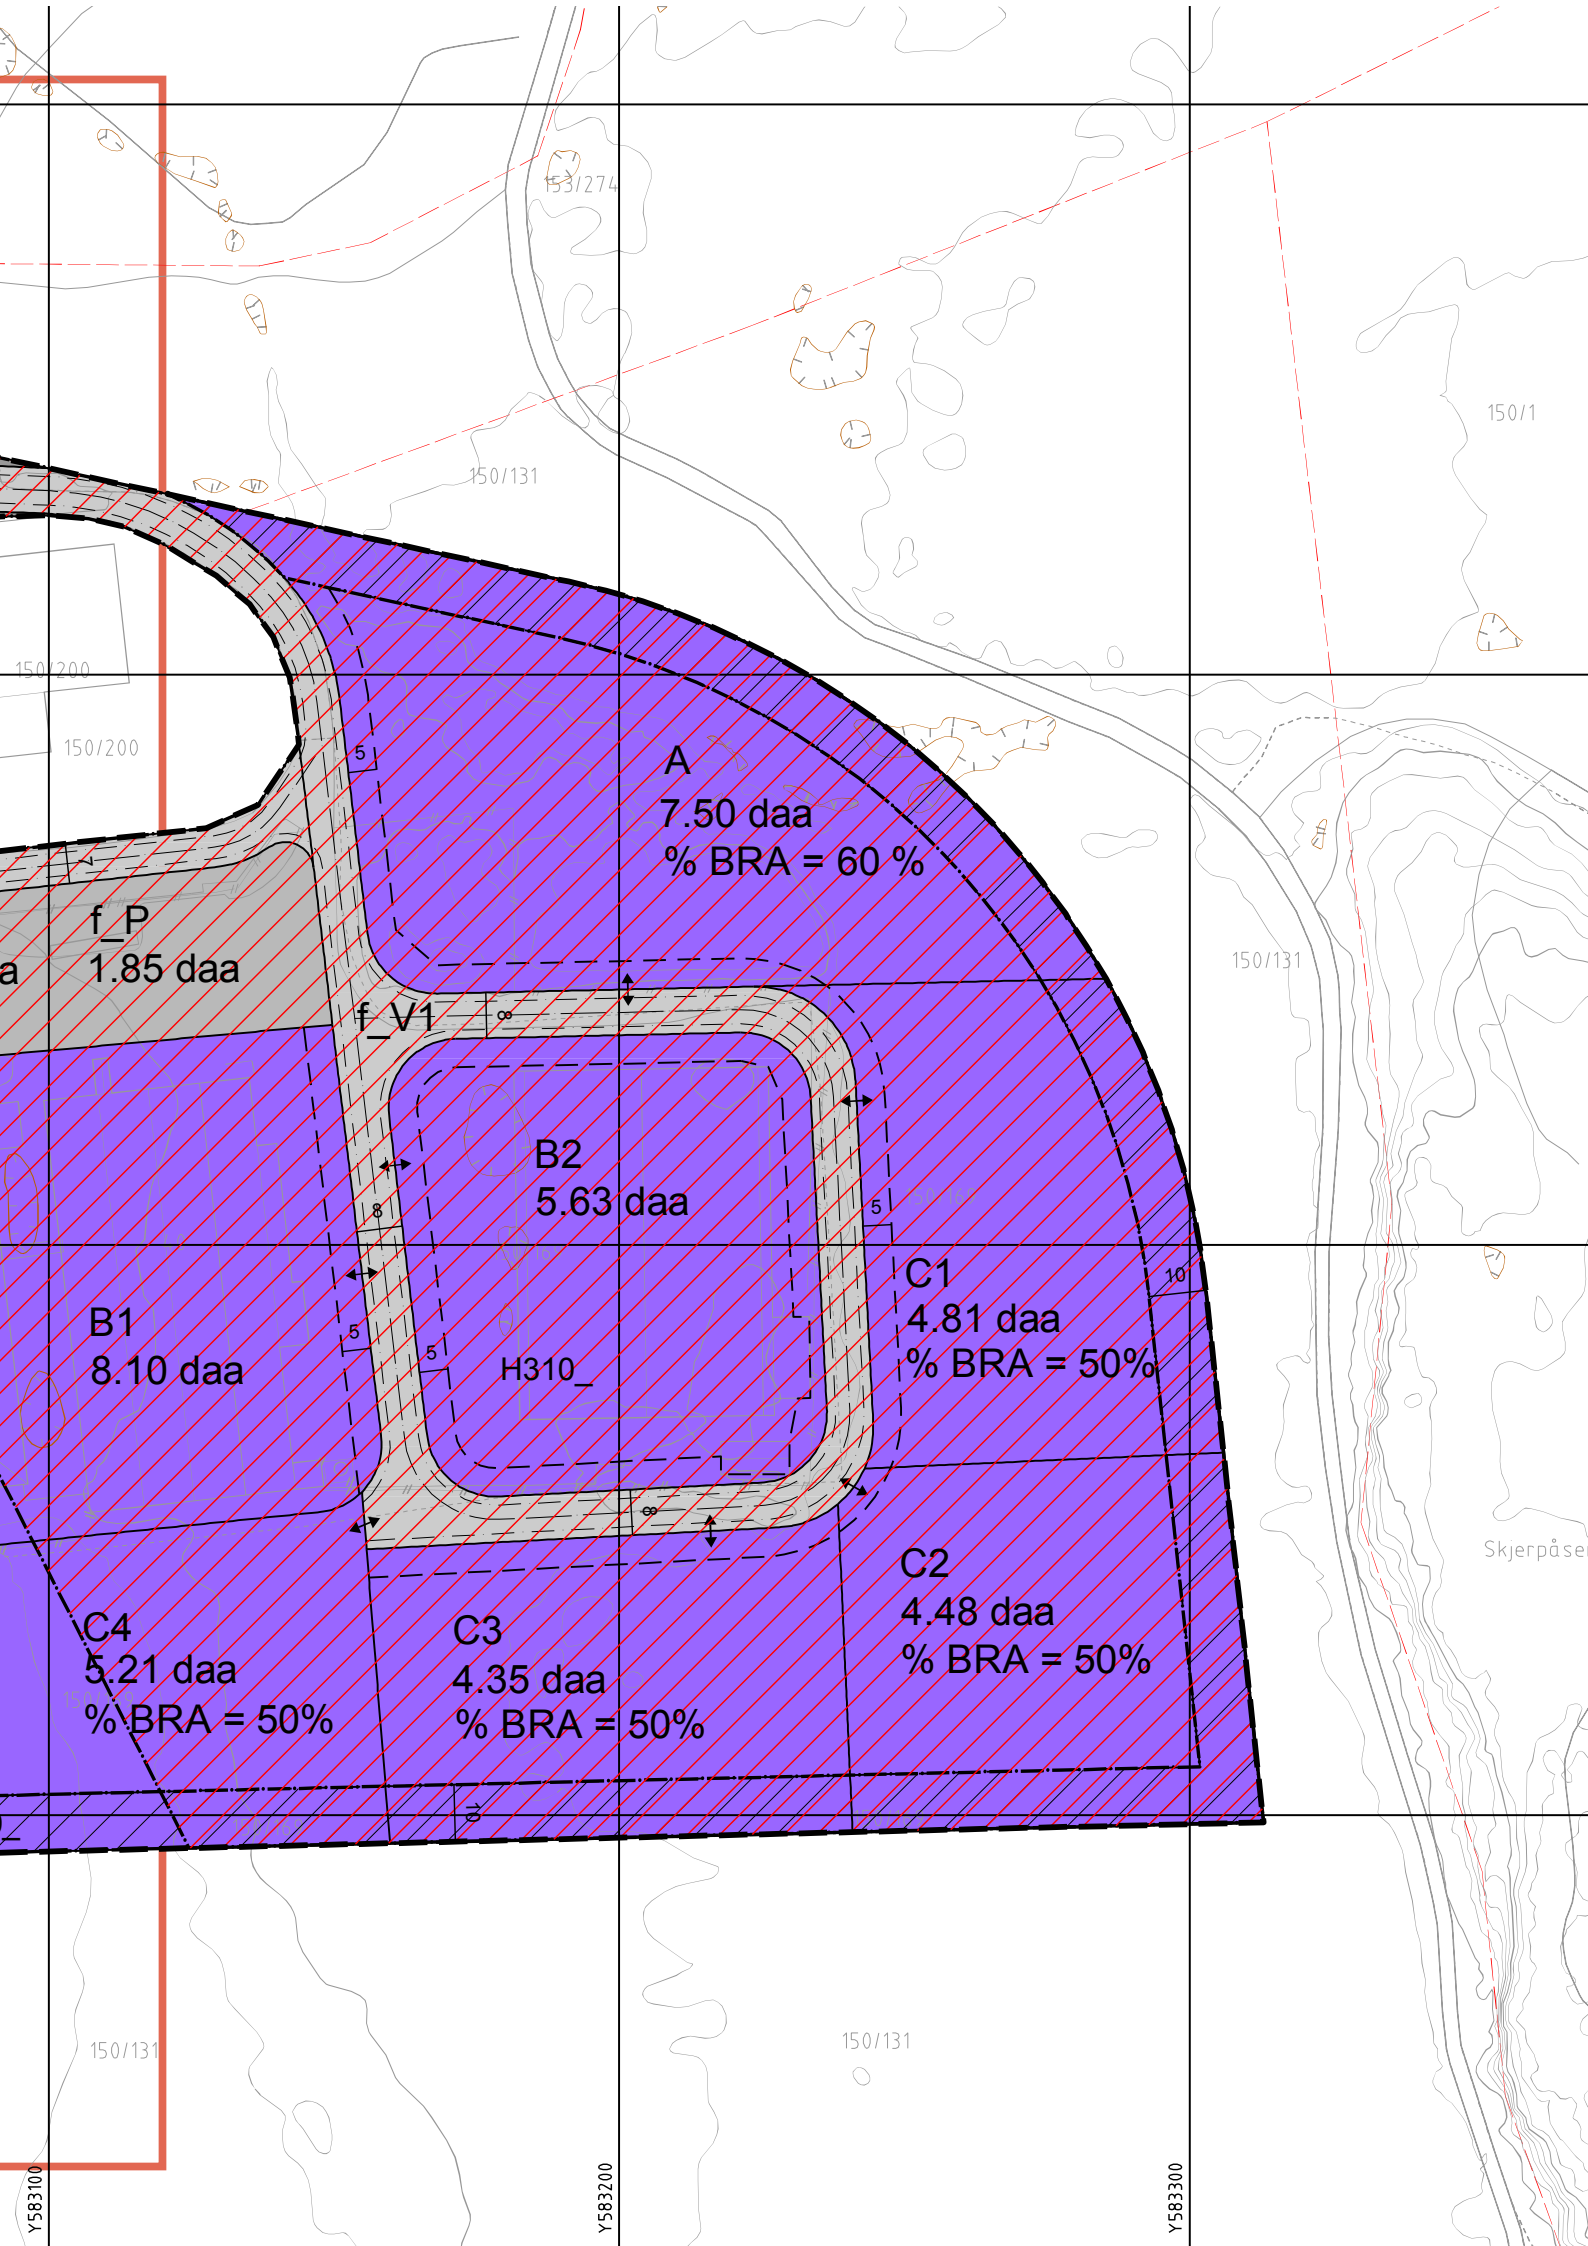 153/274
150/1
150/131
150/200
150/200
5
A
7.50 daa
% BRA = 60 %
7
f_P
1.85 daa
a
150/131
f_V1
8
B2
5.63 daa
8
5
C1
4.81 daa
% BRA = 50%
10
B1
8.10 daa
5
5
H310_
8
C2
4.48 daa
% BRA = 50%
Skjerpåse
C4
5.21 daa
% BRA = 50%
C3
4.35 daa
% BRA = 50%
10
150/131
150/131
Y583100
Y583200
Y583300